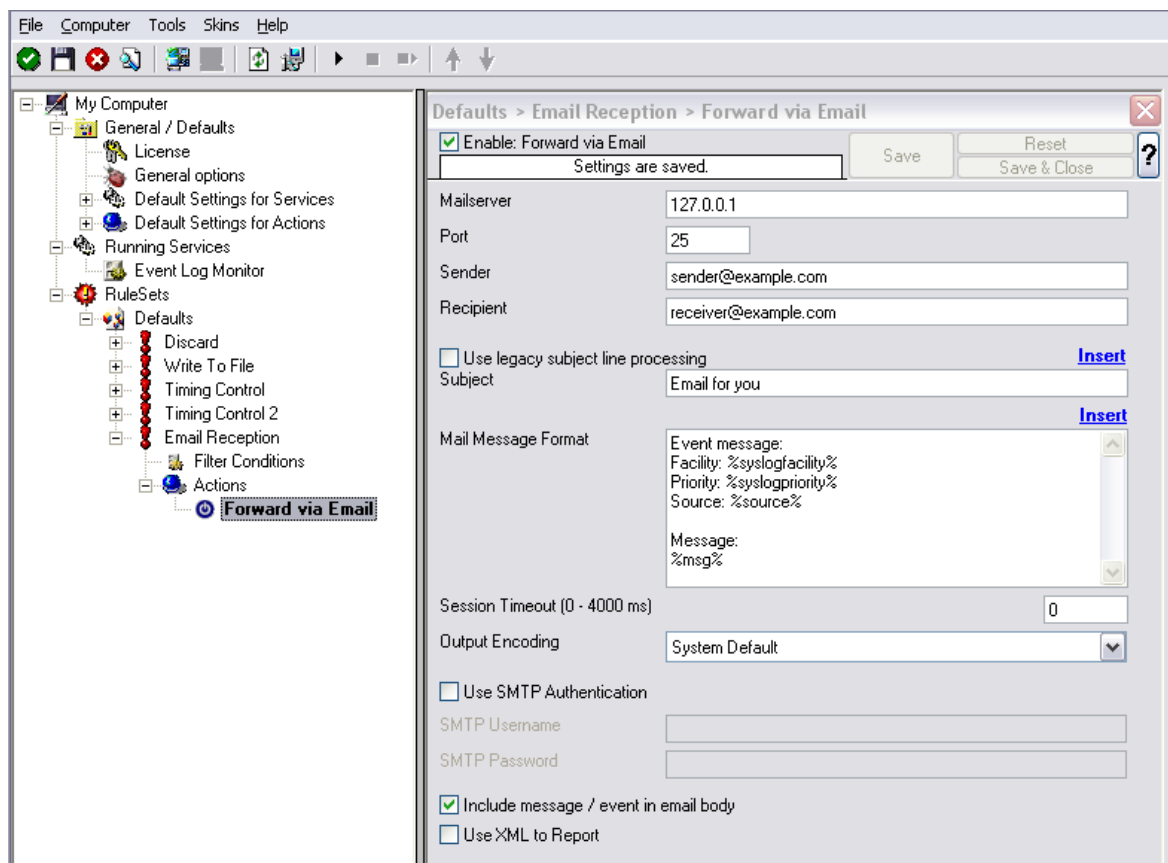 File Computer Tools Skins Help
My Computer
General / Defaults
License
General options
Default Settings for Services
Default Settings for Actions
Running Services
Event Log Monitor
RuleSets
Defaults
Discard
Write To File
Timing Control
Timing Control 2
Email Reception
Filter Conditions
Actions
Forward via Email
Defaults > Email Reception > Forward via Email
Enable: Forward via Email
Settings are saved.
Save
Reset
Save & Close
?
Mailserver 127.0.0.1
Port 25
Sender sender@example.com
Recipient receiver@example.com
Use legacy subject line processing Insert
Subject Email for you
Insert
Mail Message Format
Event message:
Facility: %syslogfacility%
Priority: %syslogpriority%
Source: %source%
Message:
%msg%
Session Timeout (0 - 4000 ms) 0
Output Encoding System Default
Use SMTP Authentication
SMTP Username
SMTP Password
Include message / event in email body
Use XML to Report